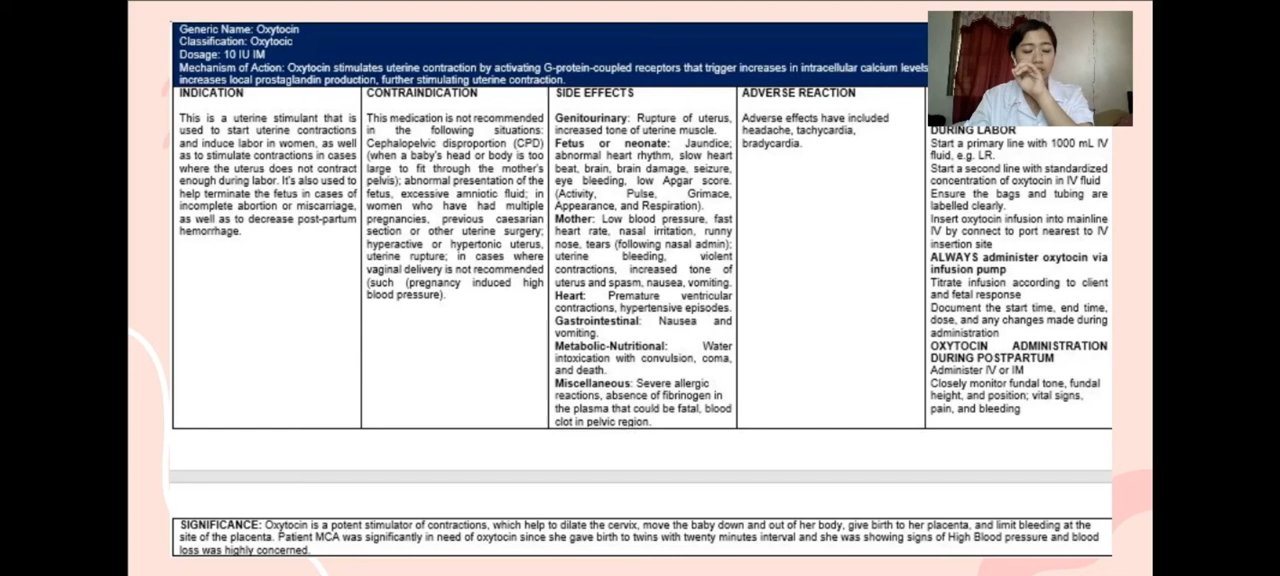 Generic Name: Oxytocin
Classification: Oxytocic
Dosage: 10 IU IM
Mechanism of Action: Oxytocin stimulates uterine contraction by activating G-protein-coupled receptors that trigger increases in intracellular calcium levels
increases local prostaglandin production, further stimulating uterine contraction.
INDICATION
This is a uterine stimulant that is
used to start uterine contractions
and induce labor in women, as well
as to stimulate contractions in cases
where the uterus does not contract
enough during labor. It's also used to
help terminate the fetus in cases of
incomplete abortion or miscarriage,
as well as to decrease post-partum
hemorrhage.
CONTRAINDICATION
This medication is not recommended
in the following situations:
Cephalopelvic disproportion (CPD)
(when a baby's head or body is too
large to fit through the mother's
pelvis); abnormal presentation of the
fetus, excessive amniotic fluid; in
women who have had multiple
pregnancies, previous caesarian
section or other uterine surgery;
hyperactive or hypertonic uterus,
uterine rupture; in cases where
vaginal delivery is not recommended
(such (pregnancy induced high
blood pressure).
SIDE EFFECTS
Genitourinary: Rupture of uterus,
increased tone of uterine muscle.
Fetus or neonate: Jaundice;
abnormal heart rhythm, slow heart
beat, brain, brain damage, seizure,
eye bleeding, low Apgar score.
(Activity, Pulse, Grimace,
Appearance, and Respiration).
Mother: Low blood pressure, fast
heart rate, nasal irritation, runny
nose, tears (following nasal admin);
uterine bleeding, violent
contractions, increased tone of
uterus and spasm, nausea, vomiting.
Heart: Premature ventricular
contractions, hypertensive episodes.
Gastrointestinal: Nausea and
vomiting.
Metabolic-Nutritional: Water
intoxication with convulsion, coma,
and death.
Miscellaneous: Severe allergic
reactions, absence of fibrinogen in
the plasma that could be fatal, blood
clot in pelvic region.
ADVERSE REACTION
Adverse effects have included
headache, tachycardia,
bradycardia.
DURING LABOR
Start a primary line with 1000 mL IV
fluid, e.g. LR.
Start a second line with standardized
concentration of oxytocin in IV fluid
Ensure the bags and tubing are
labelled clearly.
Insert oxytocin infusion into mainline
IV by connect to port nearest to IV
insertion site
ALWAYS administer oxytocin via
infusion pump
Titrate infusion according to client
and fetal response
Document the start time, end time,
dose, and any changes made during
administration
OXYTOCIN ADMINISTRATION
DURING POSTPARTUM
Administer IV or IM
Closely monitor fundal tone, fundal
height, and position; vital signs,
pain, and bleeding
SIGNIFICANCE: Oxytocin is a potent stimulator of contractions, which help to dilate the cervix, move the baby down and out of her body, give birth to her placenta, and limit bleeding at the
site of the placenta. Patient MCA was significantly in need of oxytocin since she gave birth to twins with twenty minutes interval and she was showing signs of High Blood pressure and blood
loss was highly concerned.